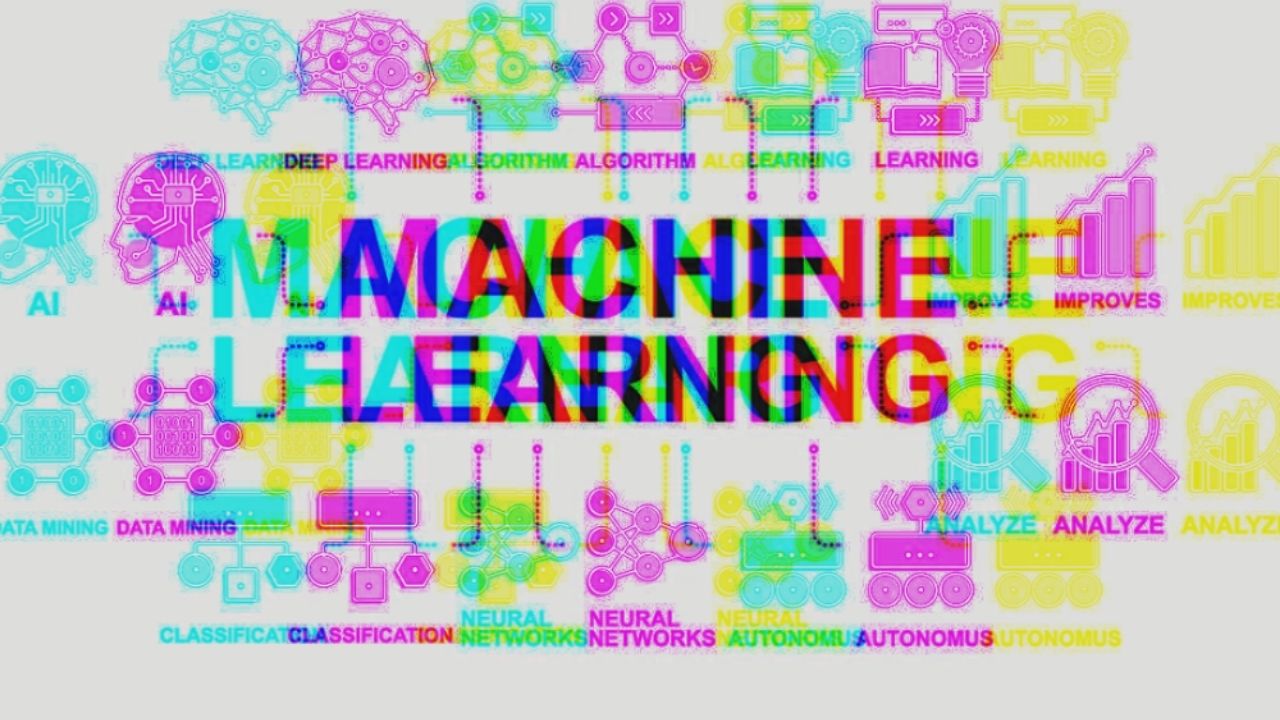 DEEP LEARNING ALGORITHM LEARNING
AI
IMPROVES
MACHINE
LEARNING
DATA MINING
ANALYZE
CLASSIFICATION
NEURAL
NETWORKS
AUTONOMUS